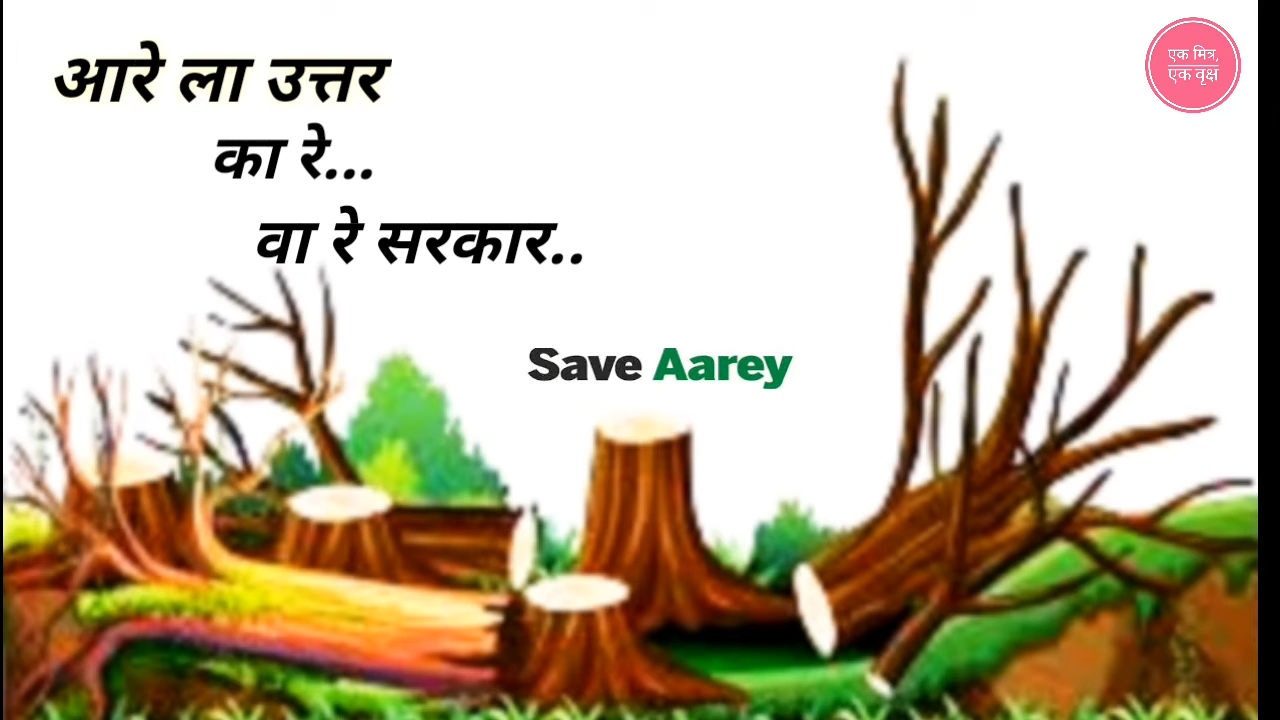 आरे ला उत्तर
का रे...
वा रे सरकार..
एक मित्र,
एक वृक्ष
Save Aarey